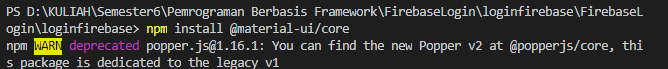 PS D:\KULIAH\Semester6\Pemrograman Berbasis Framework\FirebaseLogin\loginfirebase\FirebaseL
ogin\loginfirebase> npm install @material-ui/core
npm WARN deprecated popper.js@1.16.1: You can find the new Popper v2 at @popperjs/core, thi
s package is dedicated to the legacy v1